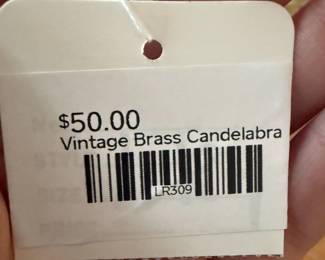 $50.00
Vintage Brass Candelabra
LR309